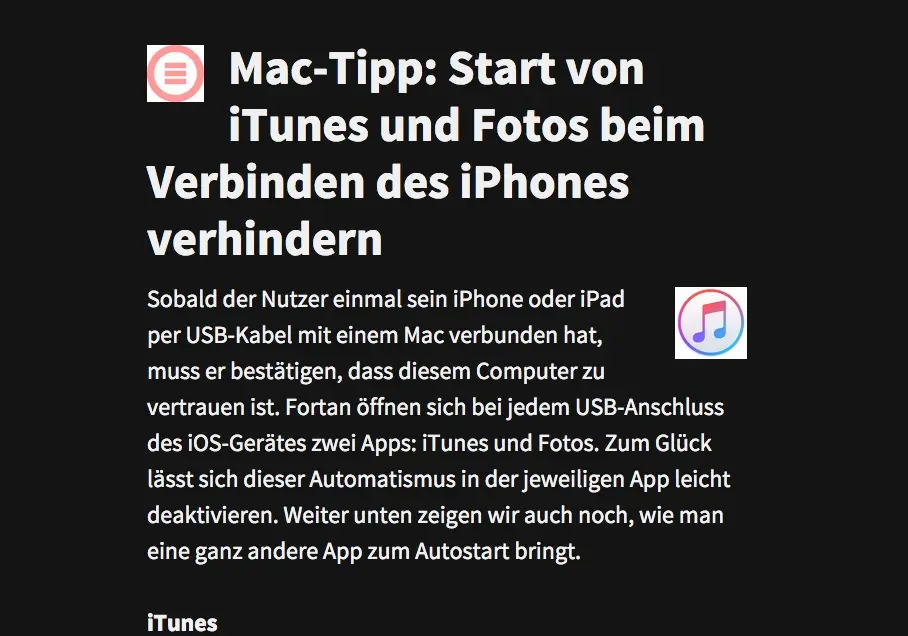 Mac-Tipp: Start von
iTunes und Fotos beim
Verbinden des iPhones
verhindern
Sobald der Nutzer einmal sein iPhone oder iPad
per USB-Kabel mit einem Mac verbunden hat,
muss er bestätigen, dass diesem Computer zu
vertrauen ist. Fortan öffnen sich bei jedem USB-Anschluss
des iOS-Gerätes zwei Apps: iTunes und Fotos. Zum Glück
lässt sich dieser Automatismus in der jeweiligen App leicht
deaktivieren. Weiter unten zeigen wir auch noch, wie man
eine ganz andere App zum Autostart bringt.
iTunes